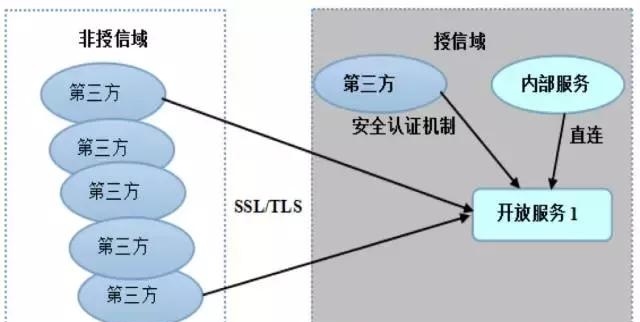 非授信域
第三方
第三方
第三方
第三方
第三方
SSL/TLS
授信域
第三方
内部服务
安全认证机制
直连
开放服务 1